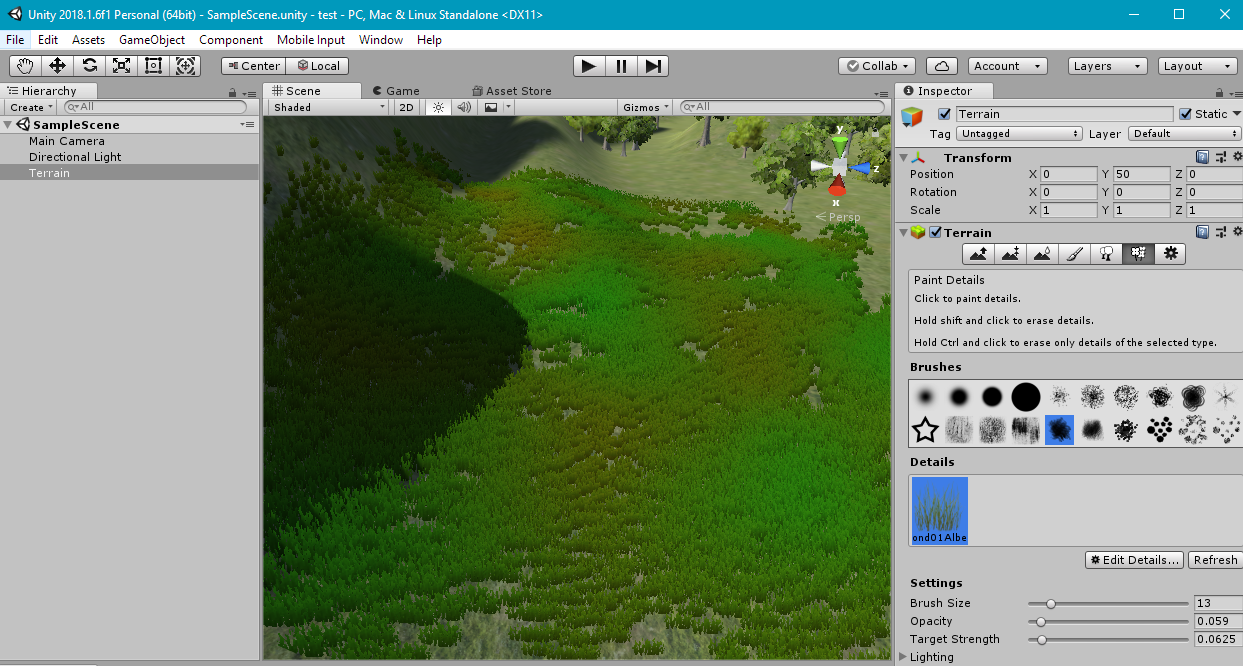 Unity 2018.1.6f1 Personal (64bit) - SampleScene.unity - test - PC, Mac & Linux Standalone <DX11>
File Edit Assets GameObject Component Mobile Input Window Help
Center Local Collab Account Layers Layout
Hierarchy
Create All
SampleScene
Main Camera
Directional Light
Terrain
Scene Game Asset Store
Shaded 2D Gizmos All
y
z
x
Persp
Inspector
Terrain Static
Tag Untagged Layer Default
Transform
Position X 0 Y 50 Z 0
Rotation X 0 Y 0 Z 0
Scale X 1 Y 1 Z 1
Terrain
Paint Details
Click to paint details.
Hold shift and click to erase details.
Hold Ctrl and click to erase only details of the selected type.
Brushes
Details
ond01Albe
Edit Details... Refresh
Settings
Brush Size 13
Opacity 0.059
Target Strength 0.0625
Lighting